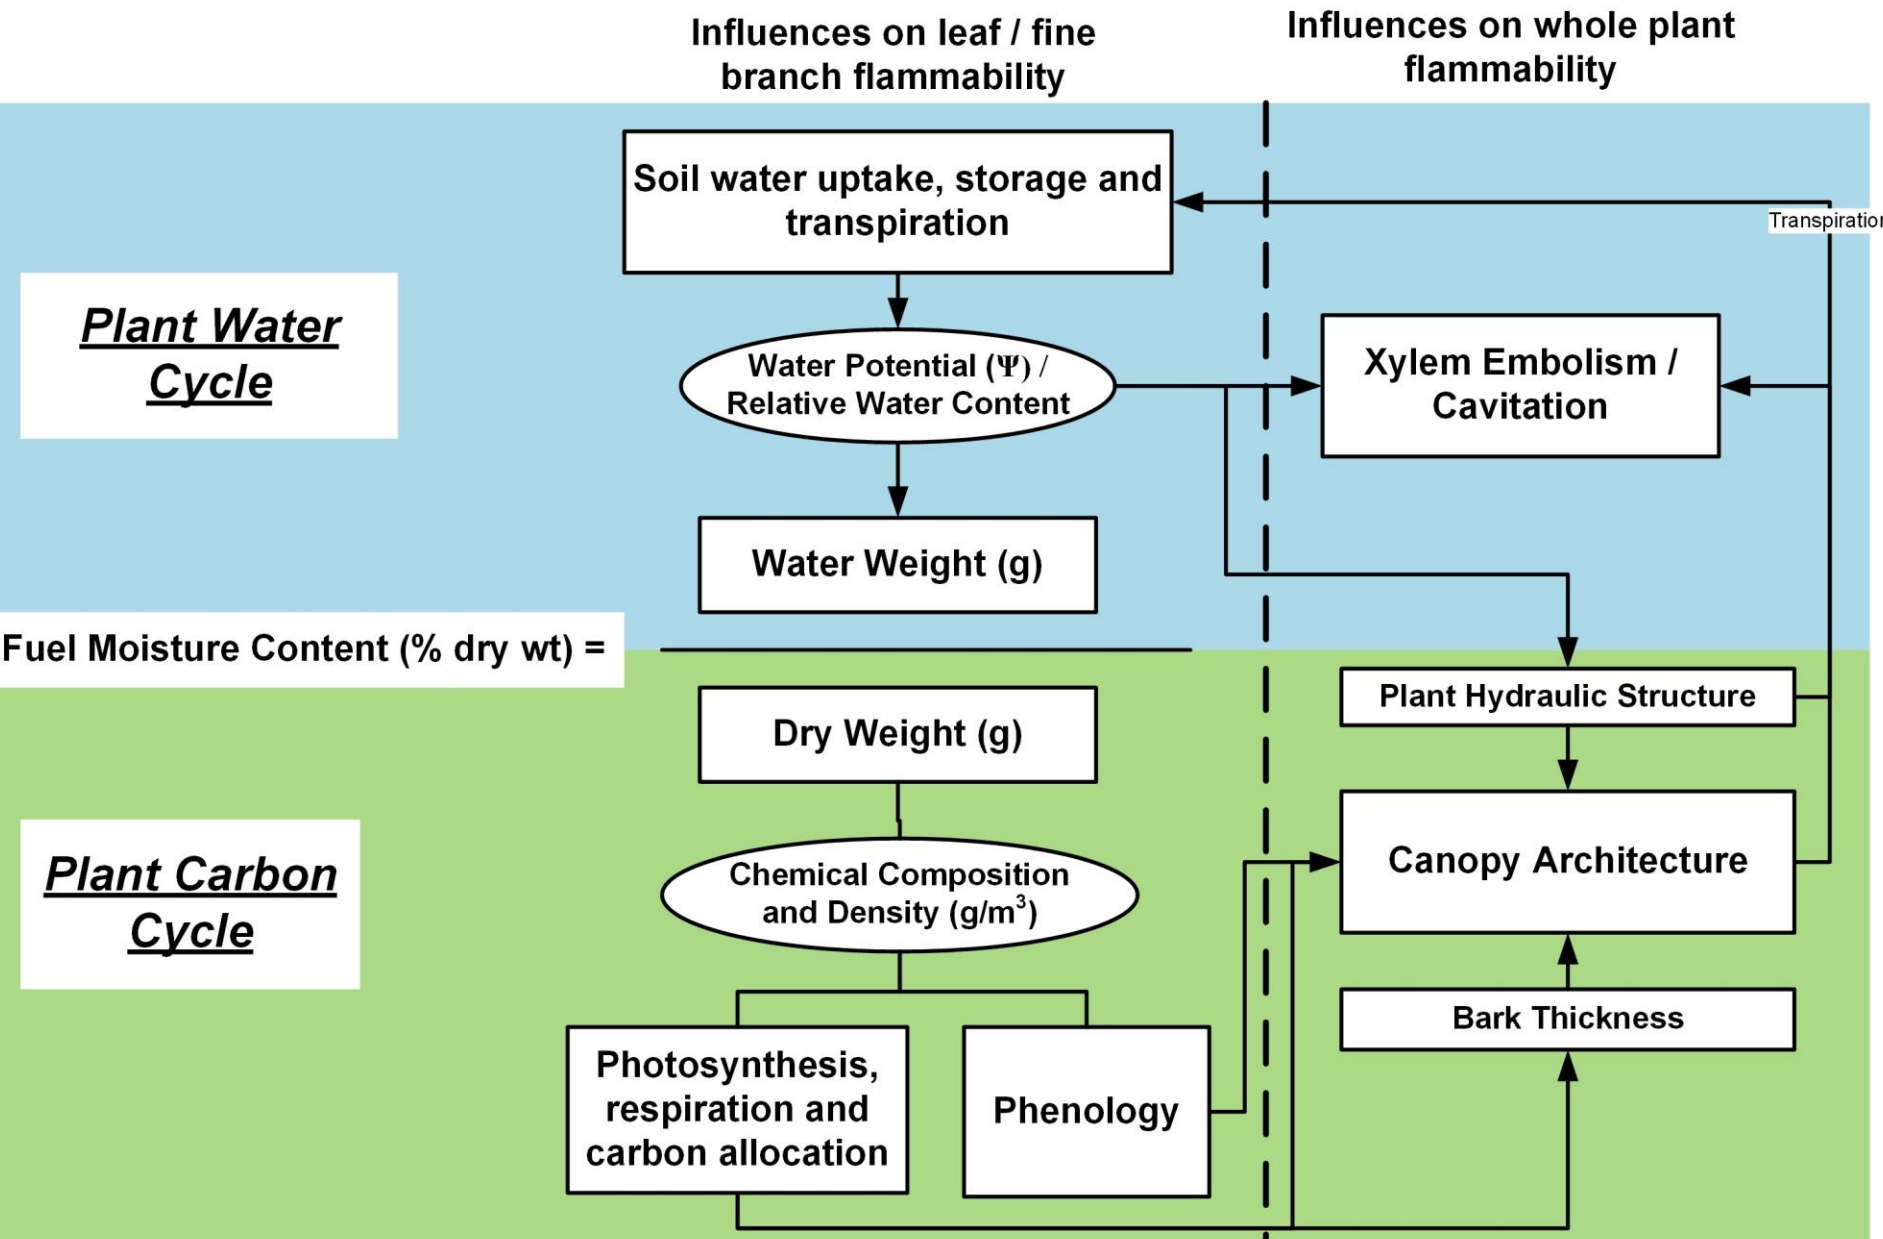 Influences on leaf / fine
branch flammability
Influences on whole plant
flammability
Soil water uptake, storage and
transpiration
Transpiration
Plant Water
Cycle
Water Potential (Ψ) /
Relative Water Content
Xylem Embolism /
Cavitation
Water Weight (g)
Fuel Moisture Content (% dry wt) =
Plant Hydraulic Structure
Dry Weight (g)
Canopy Architecture
Plant Carbon
Cycle
Chemical Composition
and Density (g/m³)
Bark Thickness
Photosynthesis,
respiration and
carbon allocation
Phenology